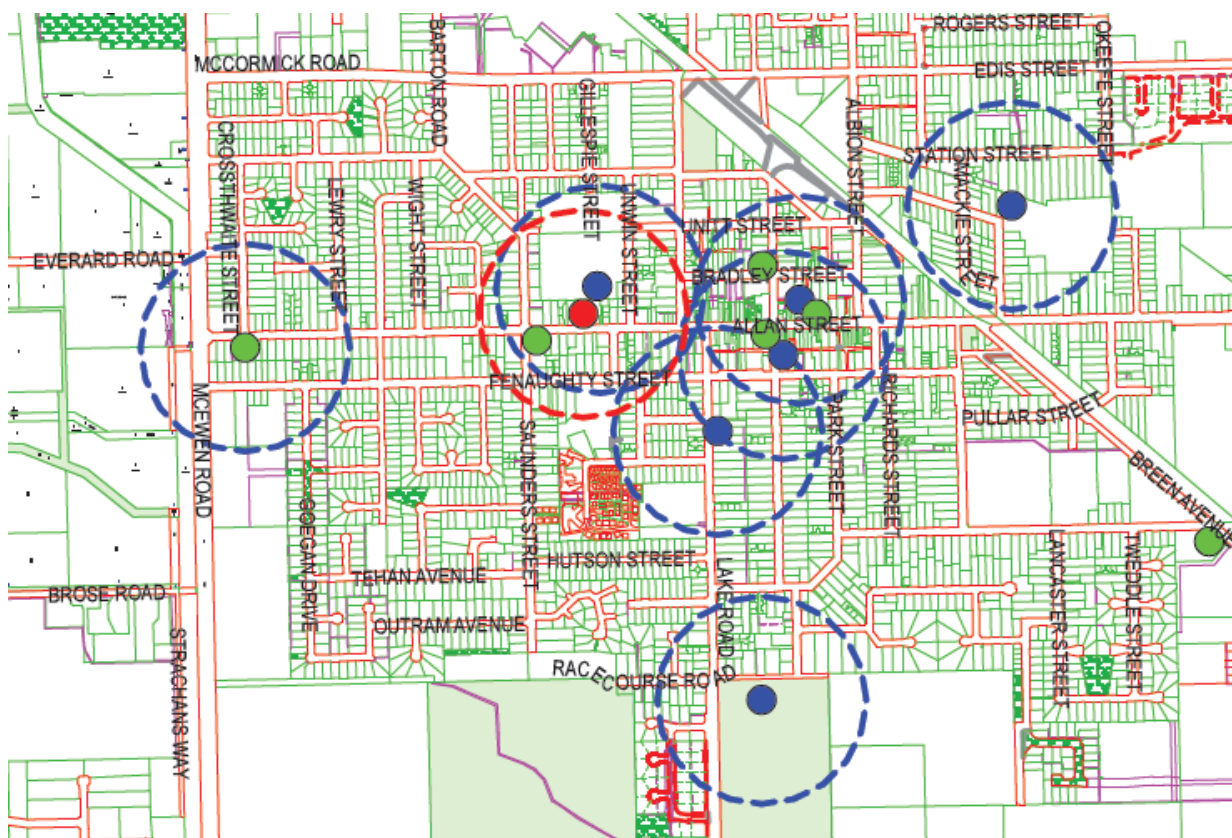 ROGERS STREET
OKEEFE STREET
BARTON ROAD
MCCORMICK ROAD
EDIS STREET
GILLESPIE STREET
ALBION STREET
CROSSTHWAITE STREET
STATION STREET
LEWRY STREET
WIGHT STREET
INWIN STREET
MACKIE STREET
INITT STREET
EVERARD ROAD
BRADLEY STREET
ALLAN STREET
FENAUGHTY STREET
MCEWEN ROAD
SAUNDERS STREET
PARK STREET
RICHARDS STREET
PULLAR STREET
BREEN AVENUE
GOEGAN DRIVE
HUTSON STREET
LAKE ROAD
LANCASTER STREET
TWEDDLE STREET
TEHAN AVENUE
BROSE ROAD
OUTRAM AVENUE
STRACHANS WAY
RACECOURSE ROAD